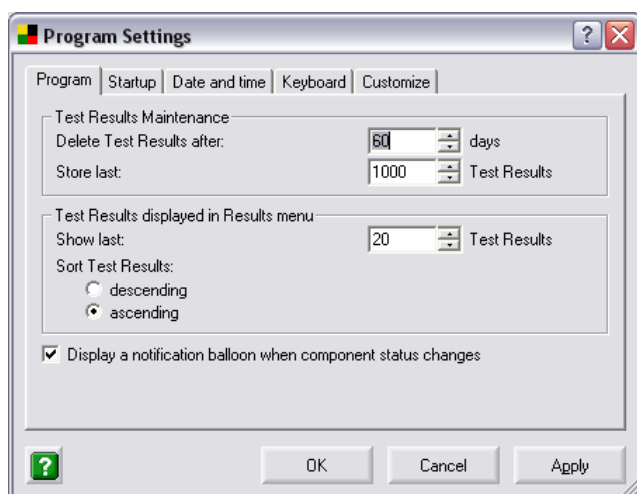 Program Settings
Program Startup Date and time Keyboard Customize
Test Results Maintenance
Delete Test Results after: 60 days
Store last: 1000 Test Results
Test Results displayed in Results menu
Show last: 20 Test Results
Sort Test Results:
descending
ascending
Display a notification balloon when component status changes
OK Cancel Apply